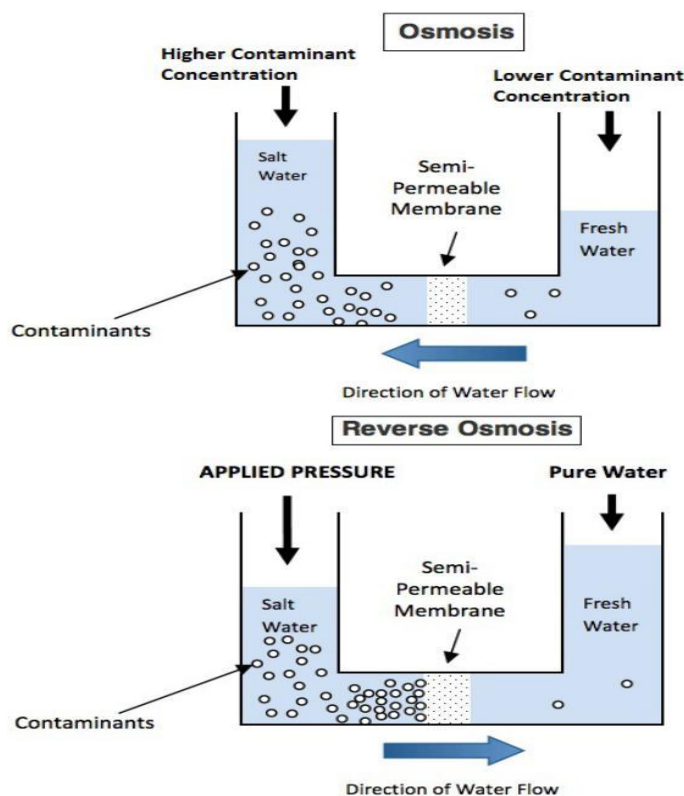 Osmosis
Higher Contaminant
Concentration
Lower Contaminant
Concentration
Salt
Water
Semi-
Permeable
Membrane
Fresh
Water
Contaminants
Direction of Water Flow
Reverse Osmosis
APPLIED PRESSURE
Pure Water
Semi-
Permeable
Membrane
Salt
Water
Fresh
Water
Contaminants
Direction of Water Flow